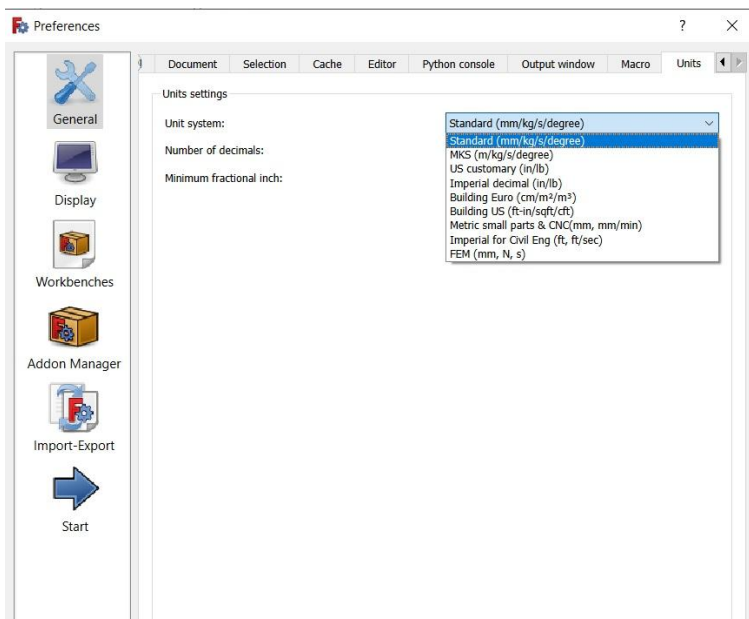 Preferences
?
Document Selection Cache Editor Python console Output window Macro Units
General
Display
Workbenches
Addon Manager
Import-Export
Start
Units settings
Unit system: Standard (mm/kg/s/degree)
Standard (mm/kg/s/degree)
MKS (m/kg/s/degree)
US customary (in/lb)
Imperial decimal (in/lb)
Building Euro (cm/m²/m³)
Building US (ft-in/sqft/cft)
Metric small parts & CNC(mm, mm/min)
Imperial for Civil Eng (ft, ft/sec)
FEM (mm, N, s)
Number of decimals:
Minimum fractional inch: